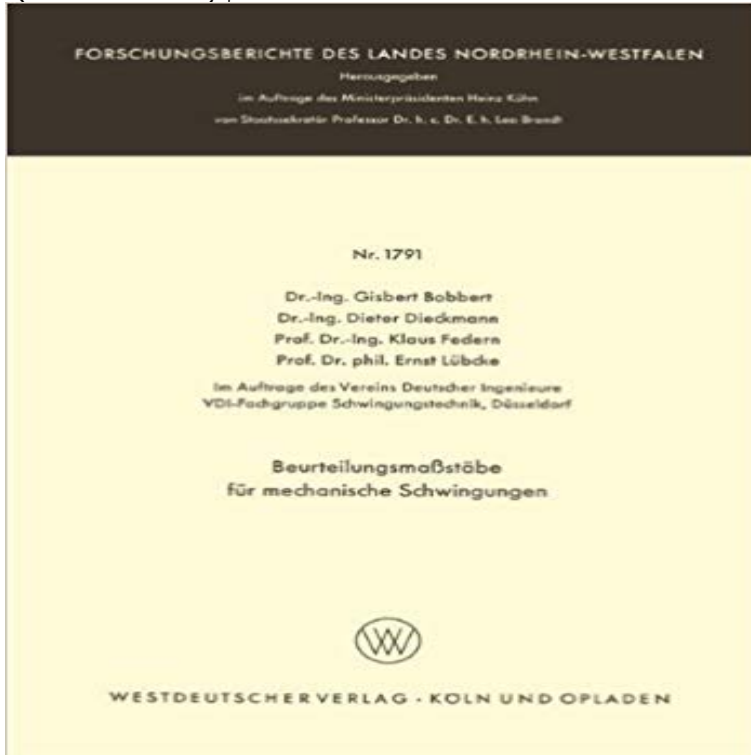 FORSCHUNGSBERICHTE DES LANDES NORDRHEIN-WESTFALEN
Herausgegeben
im Auftrage des Ministerpräsidenten Heinz Kühn
von Staatssekretär Professor Dr. h. c. Dr. E. h. Leo Brandt
Nr. 1791
Dr.-Ing. Gisbert Bobbert
Dr.-Ing. Dieter Dieckmann
Prof. Dr.-Ing. Klaus Federn
Prof. Dr. phil. Ernst Lübcke
Im Auftrage des Vereins Deutscher Ingenieure
VDI-Fachgruppe Schwingungstechnik, Düsseldorf
Beurteilungsmaßstäbe
für mechanische Schwingungen
WESTDEUTSCHER VERLAG · KÖLN UND OPLADEN